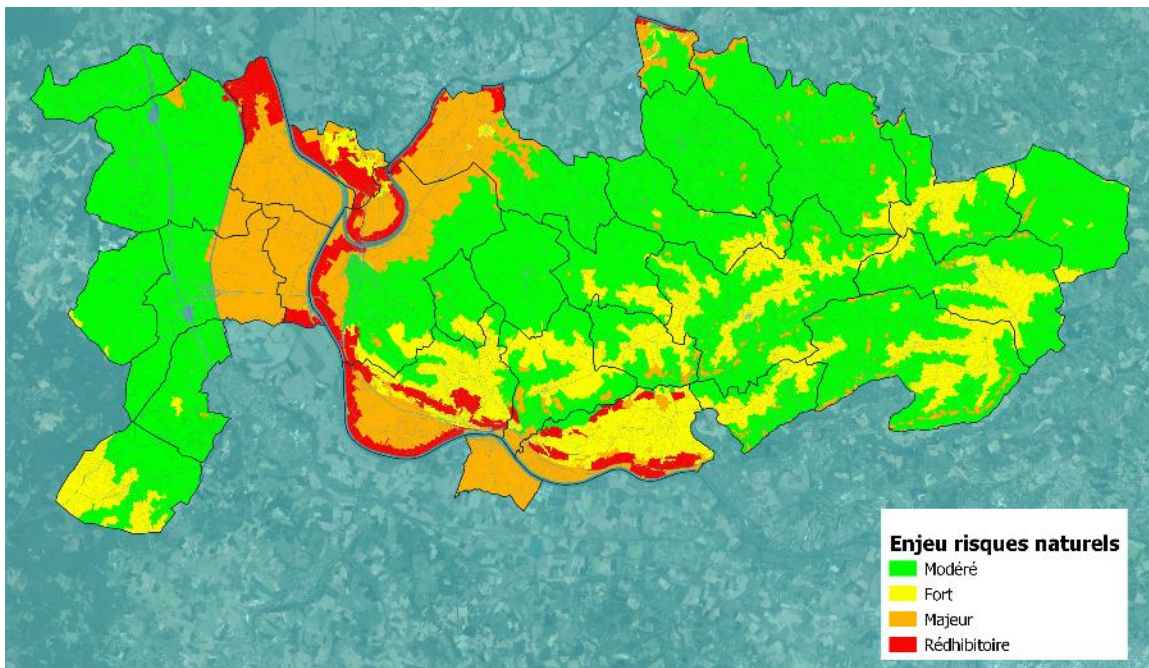 Enjeu risques naturels
Modéré
Fort
Majeur
Rédhibitoire